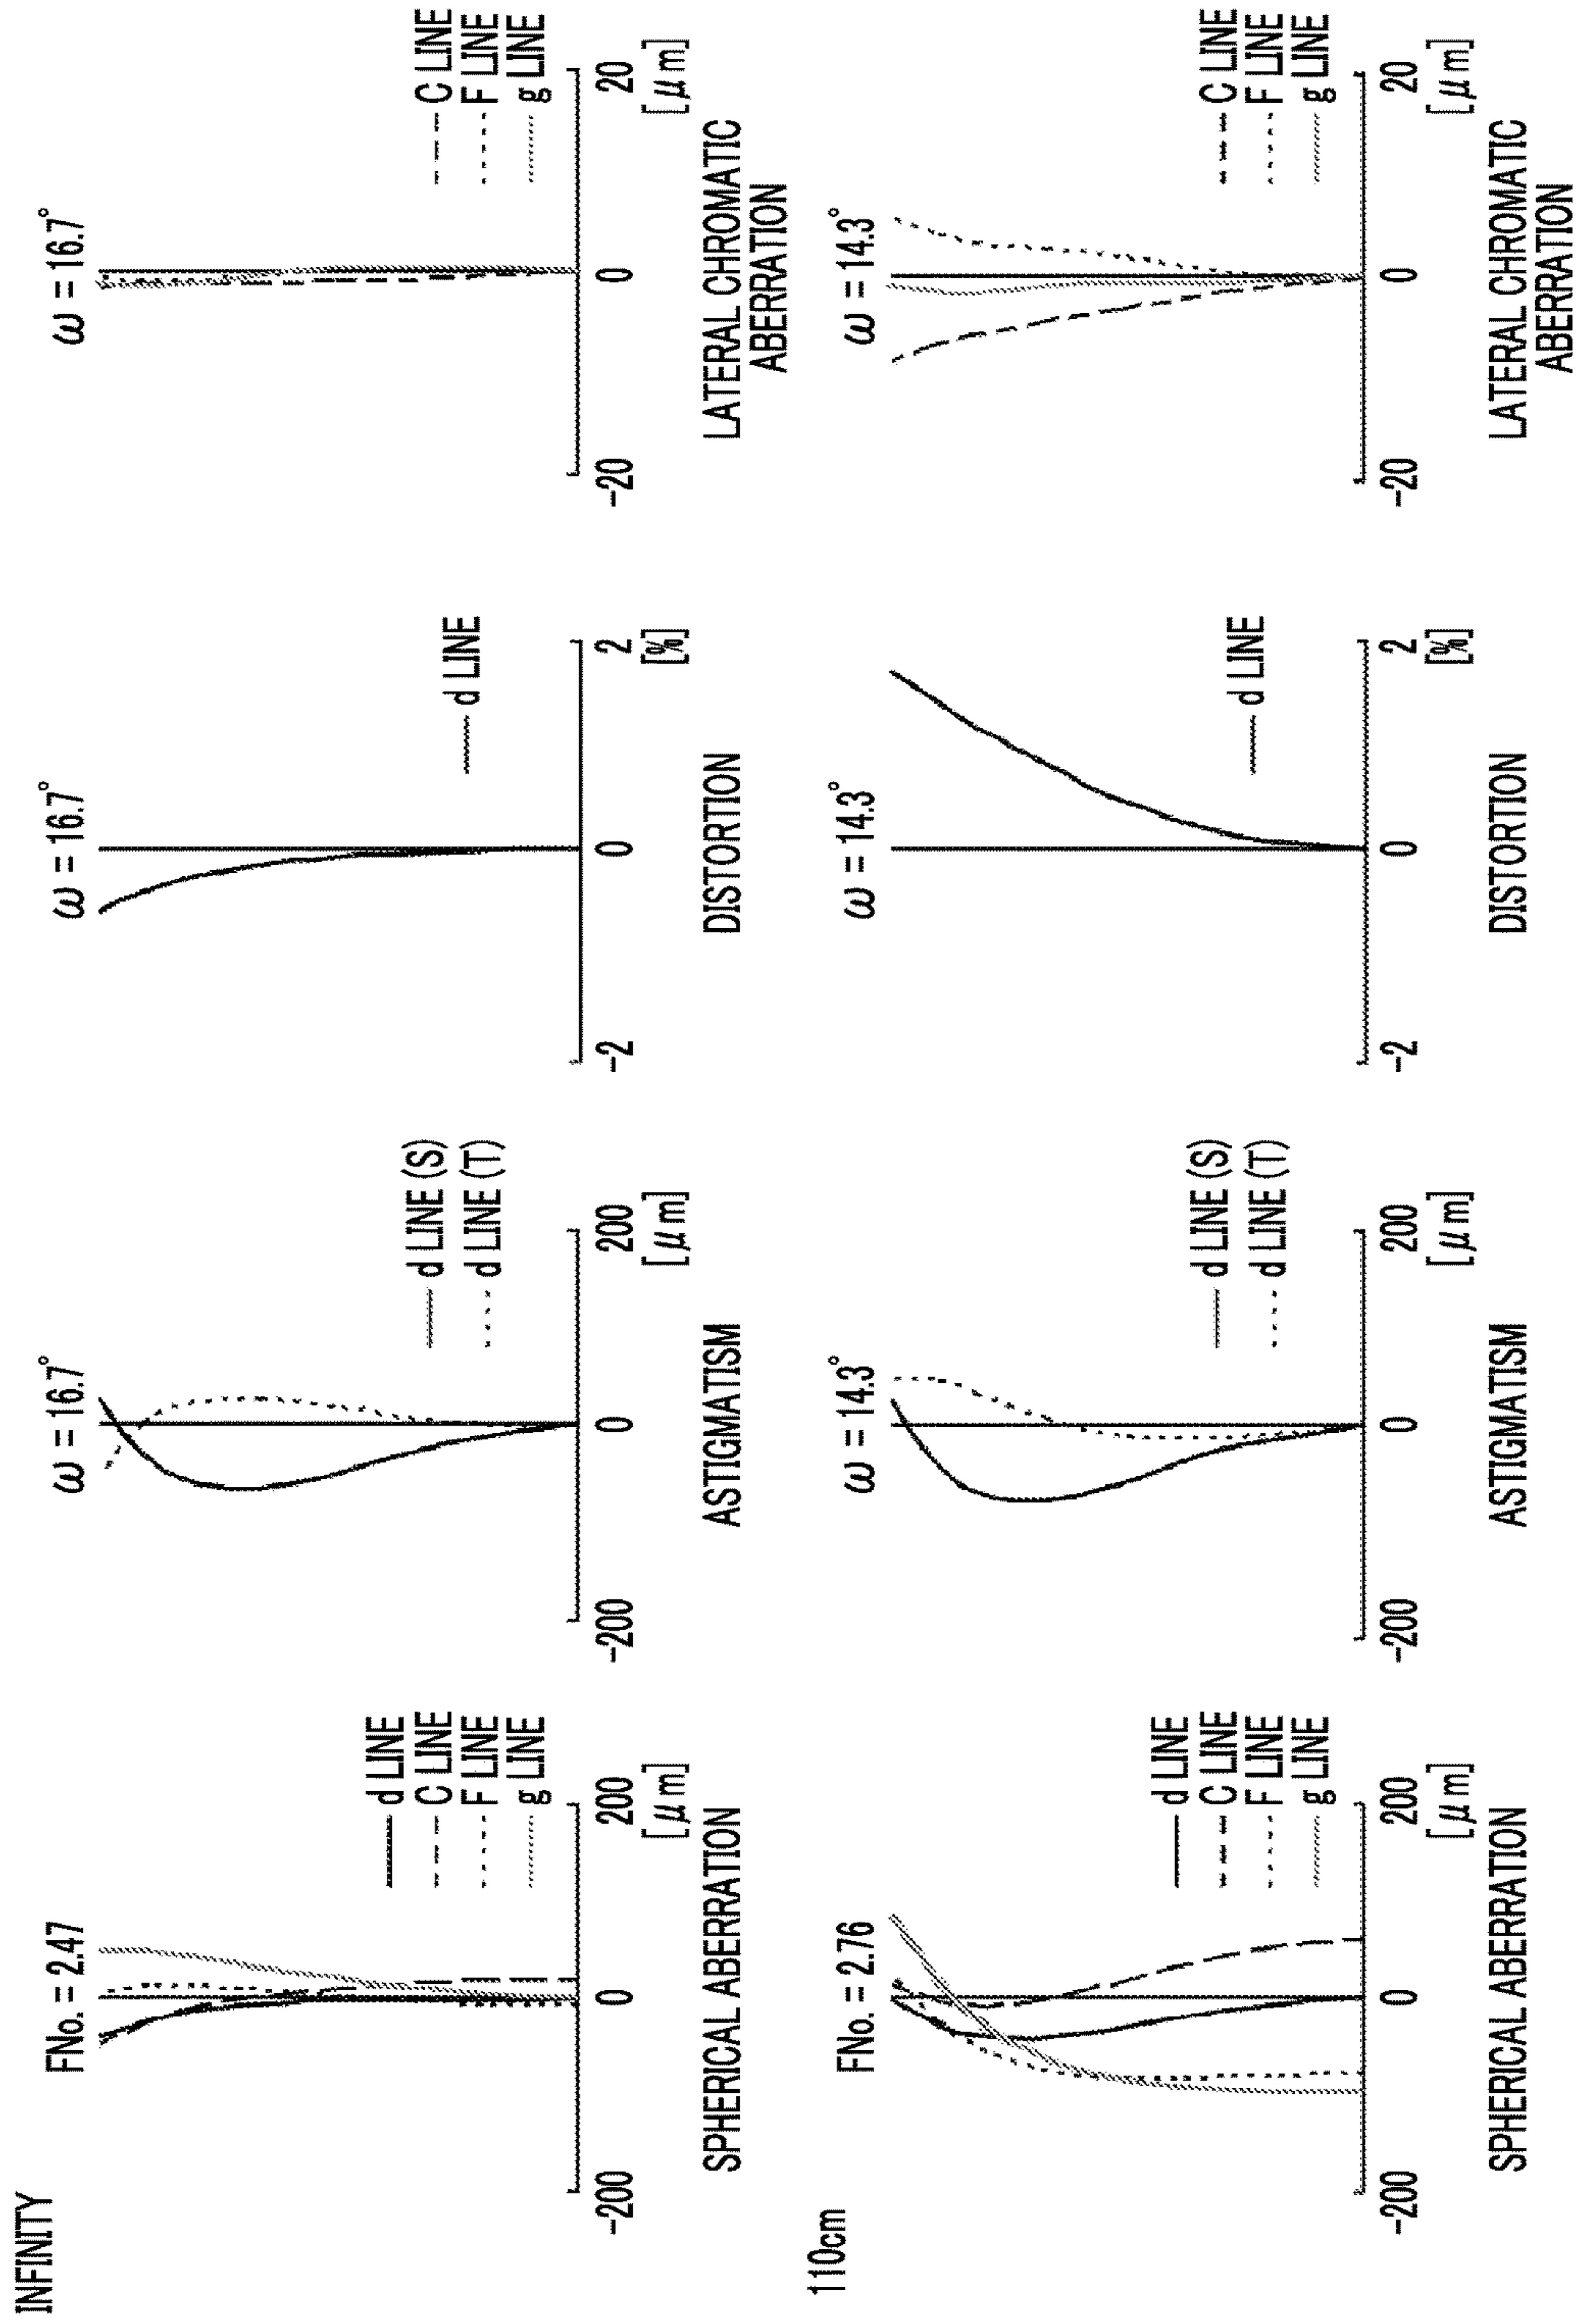 INFINITY
FNo. = 2.47
d LINE
C LINE
F LINE
g LINE
-200
0
200
[μm]
SPHERICAL ABERRATION
ω = 16.7°
d LINE (S)
d LINE (T)
-200
0
200
[μm]
ASTIGMATISM
ω = 16.7°
d LINE
-2
0
2
[%]
DISTORTION
ω = 16.7°
C LINE
F LINE
g LINE
-20
0
20
[μm]
LATERAL CHROMATIC
ABERRATION
110cm
FNo. = 2.76
d LINE
C LINE
F LINE
g LINE
-200
0
200
[μm]
SPHERICAL ABERRATION
ω = 14.3°
d LINE (S)
d LINE (T)
-200
0
200
[μm]
ASTIGMATISM
ω = 14.3°
d LINE
-2
0
2
[%]
DISTORTION
ω = 14.3°
C LINE
F LINE
g LINE
-20
0
20
[μm]
LATERAL CHROMATIC
ABERRATION